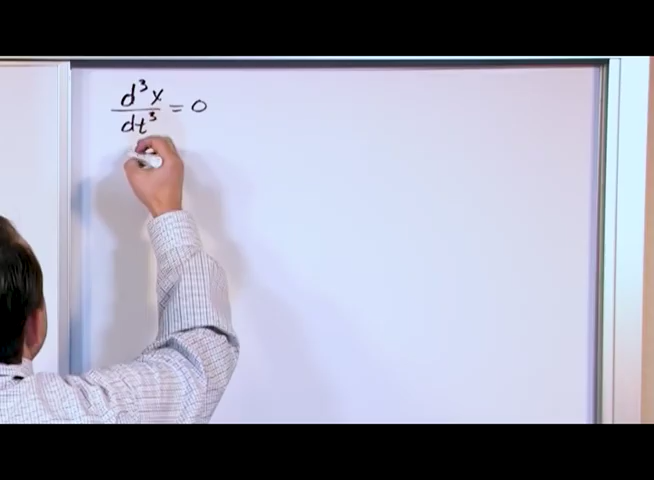 d³x/dt³ = 0